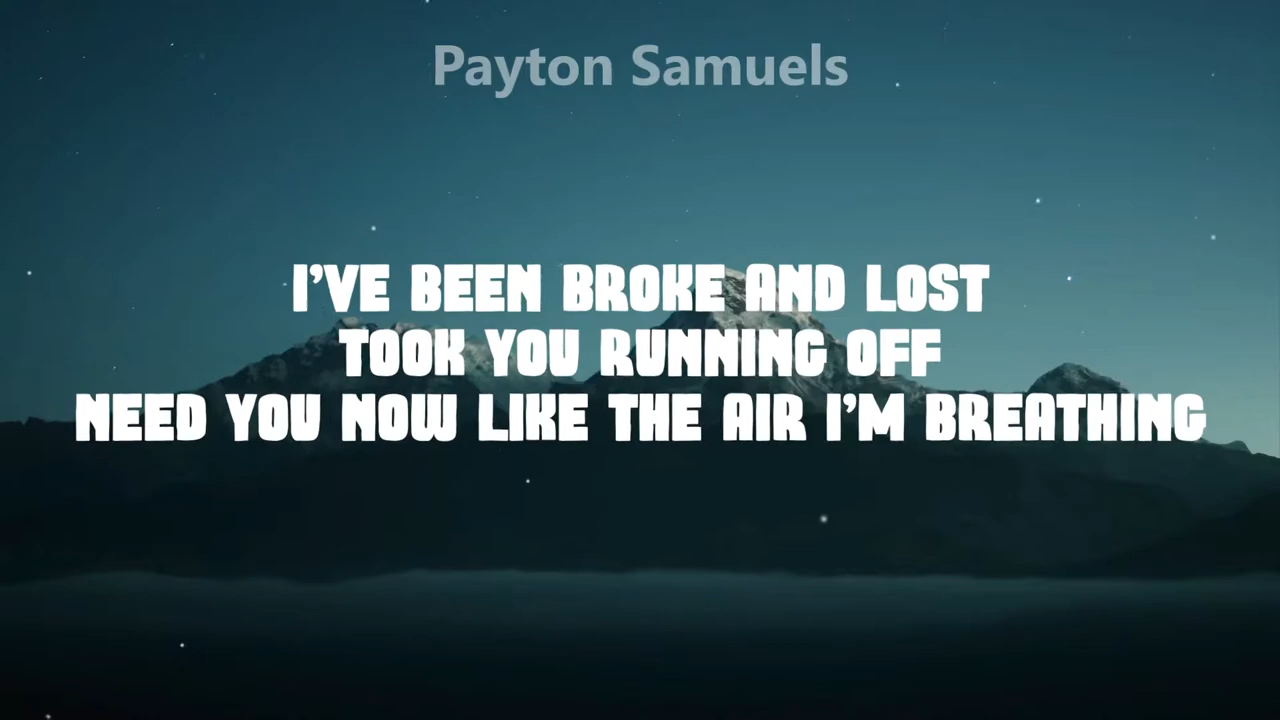 Payton Samuels
I'VE BEEN BROKE AND LOST
TOOK YOU RUNNING OFF
NEED YOU NOW LIKE THE AIR I'M BREATHING